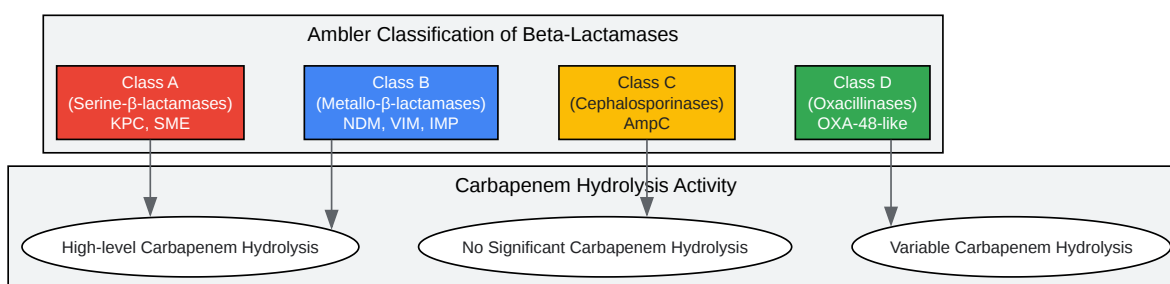 Ambler Classification of Beta-Lactamases
Class A
(Serine-β-lactamases)
KPC, SME
Class B
(Metallo-β-lactamases)
NDM, VIM, IMP
Class C
(Cephalosporinases)
AmpC
Class D
(Oxacillinases)
OXA-48-like
Carbapenem Hydrolysis Activity
High-level Carbapenem Hydrolysis
No Significant Carbapenem Hydrolysis
Variable Carbapenem Hydrolysis